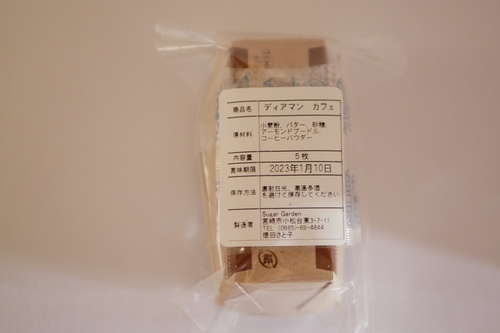 商品名 ディアマン カフェ
原材料 小麦粉、バター、砂糖、
アーモンドプードル、
コーヒーパウダー
内容量 5枚
賞味期限 2023年1月10日
保存方法 直射日光、高温多湿
を避けて保存してください
製造者 Sugar Garden
宮崎市小松台東3-7-11
TEL (0985)-69-4844
徳田さと子